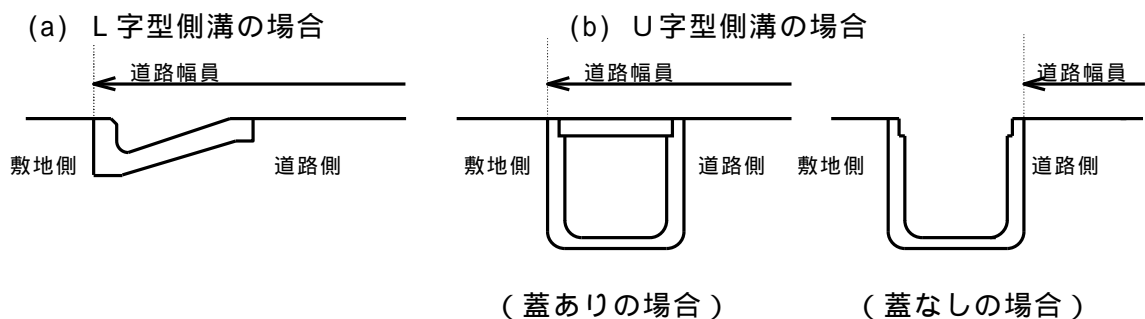 (a) L字型側溝の場合
(b) U字型側溝の場合
道路幅員
道路幅員
道路幅員
敷地側
道路側
敷地側
道路側
敷地側
道路側
(蓋ありの場合)
(蓋なしの場合)